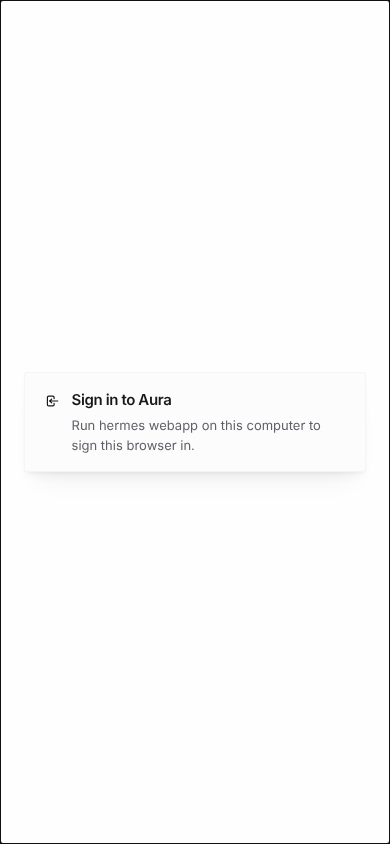 Sign in to Aura
Run hermes webapp on this computer to
sign this browser in.